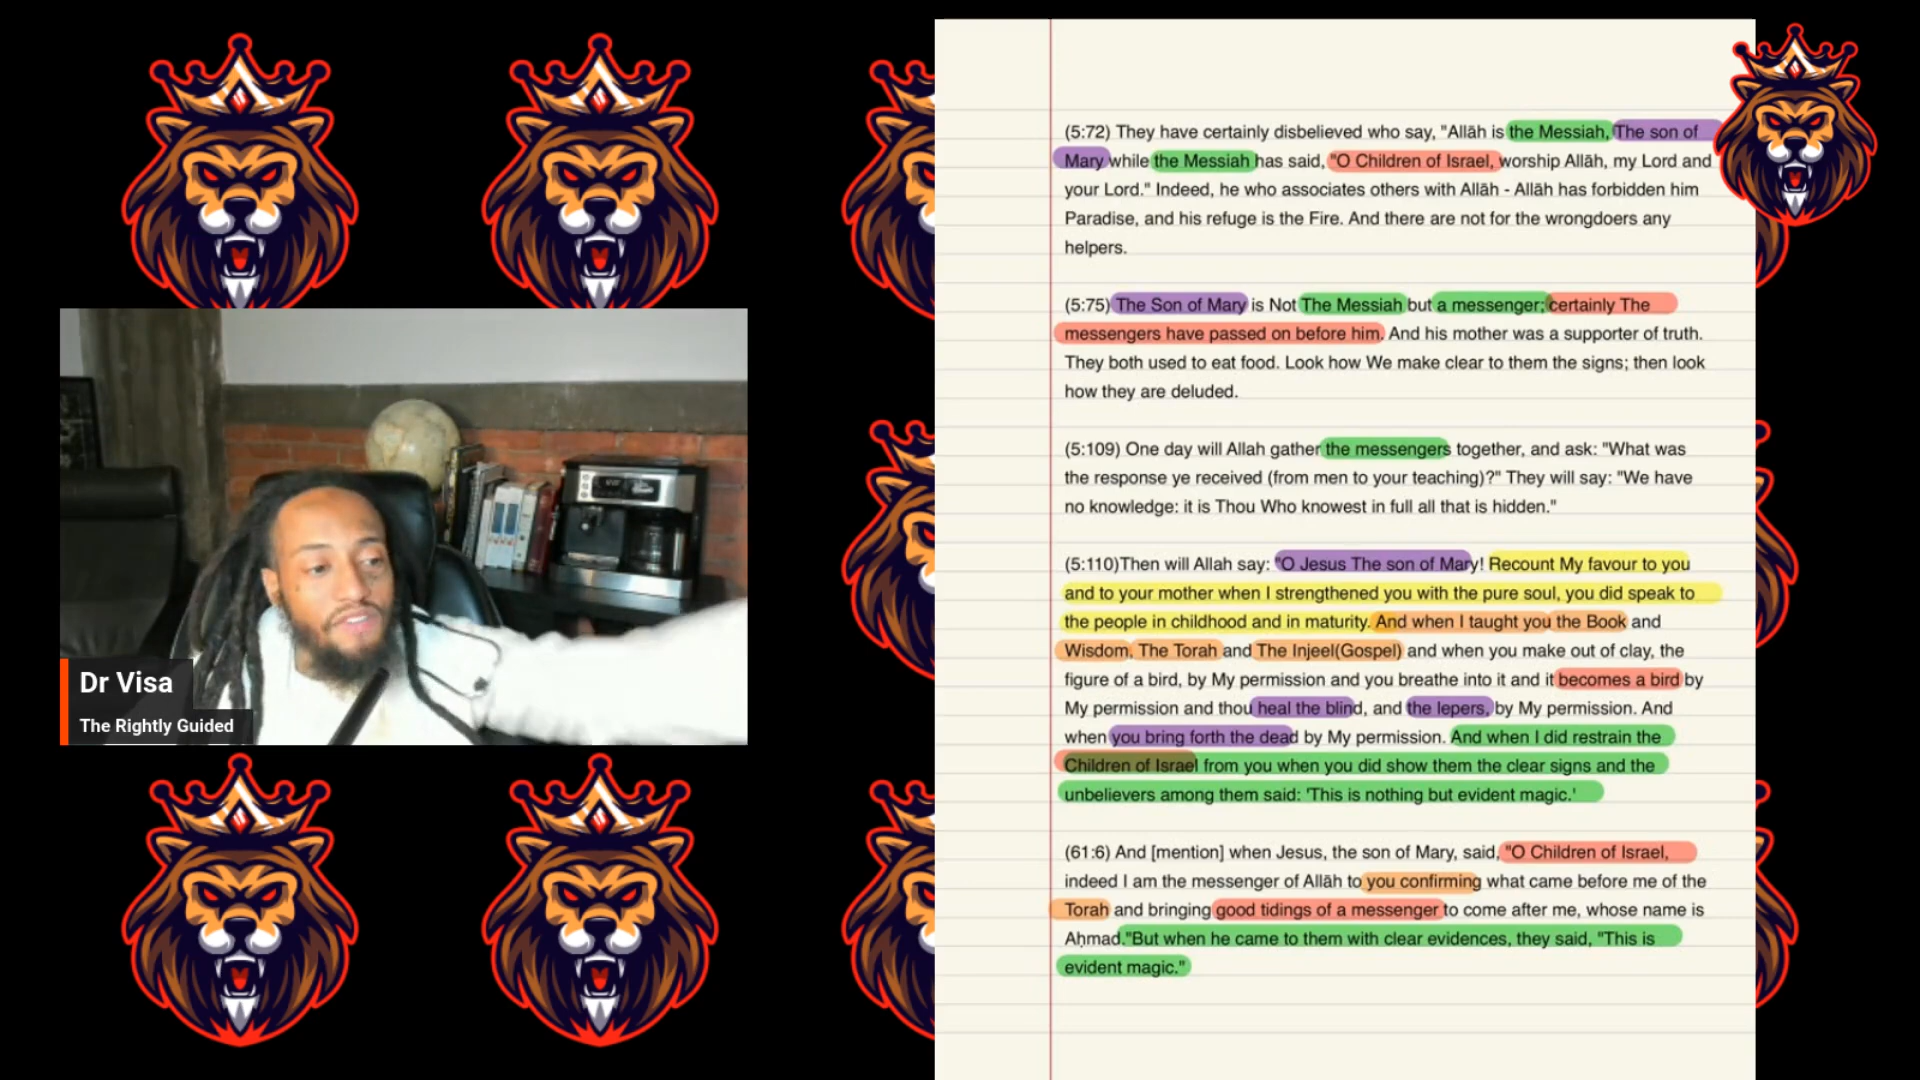 (5:72) They have certainly disbelieved who say, "Allāh is the Messiah, The son of
Mary while the Messiah has said, "O Children of Israel, worship Allāh, my Lord and
your Lord." Indeed, he who associates others with Allāh - Allāh has forbidden him
Paradise, and his refuge is the Fire. And there are not for the wrongdoers any
helpers.
(5:75) The Son of Mary is Not The Messiah but a messenger; certainly The
messengers have passed on before him. And his mother was a supporter of truth.
They both used to eat food. Look how We make clear to them the signs; then look
how they are deluded.
(5:109) One day will Allah gather the messengers together, and ask: "What was
the response ye received (from men to your teaching)?" They will say: "We have
no knowledge: it is Thou Who knowest in full all that is hidden."
(5:110)Then will Allah say: "O Jesus The son of Mary! Recount My favour to you
and to your mother when I strengthened you with the pure soul, you did speak to
the people in childhood and in maturity. And when I taught you the Book and
Wisdom, The Torah and The Injeel(Gospel) and when you make out of clay, the
figure of a bird, by My permission and you breathe into it and it becomes a bird by
My permission and thou heal the blind, and the lepers, by My permission. And
when you bring forth the dead by My permission. And when I did restrain the
Children of Israel from you when you did show them the clear signs and the
unbelievers among them said: 'This is nothing but evident magic.'
(61:6) And [mention] when Jesus, the son of Mary, said, "O Children of Israel,
indeed I am the messenger of Allāh to you confirming what came before me of the
Torah and bringing good tidings of a messenger to come after me, whose name is
Aḥmad."But when he came to them with clear evidences, they said, "This is
evident magic."
Dr Visa
The Rightly Guided